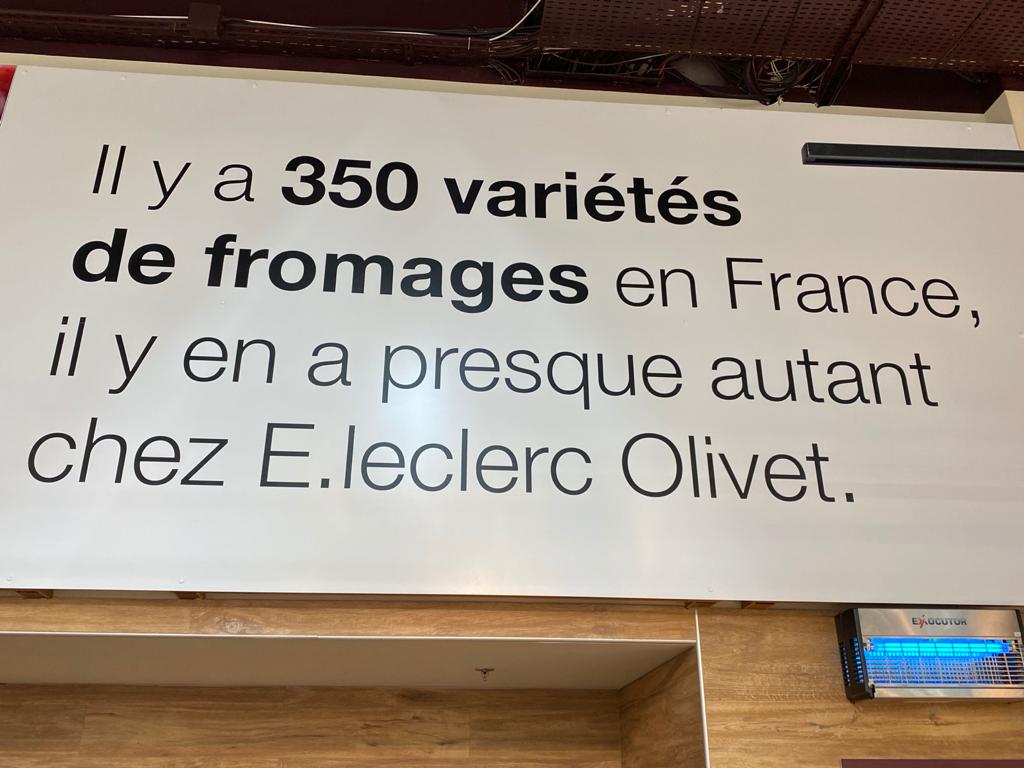 Il y a 350 variétés
de fromages en France,
il y en a presque autant
chez E.leclerc Olivet.
EXOCUTOR